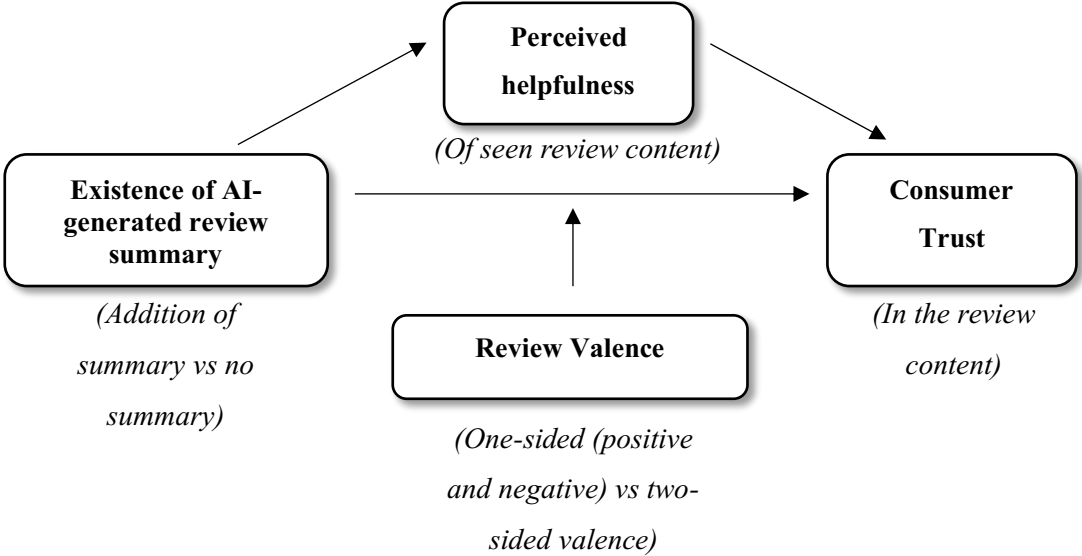 Perceived
helpfulness
(Of seen review content)
Existence of AI-
generated review
summary
(Addition of
summary vs no
summary)
Consumer
Trust
(In the review
content)
Review Valence
(One-sided (positive
and negative) vs two-
sided valence)